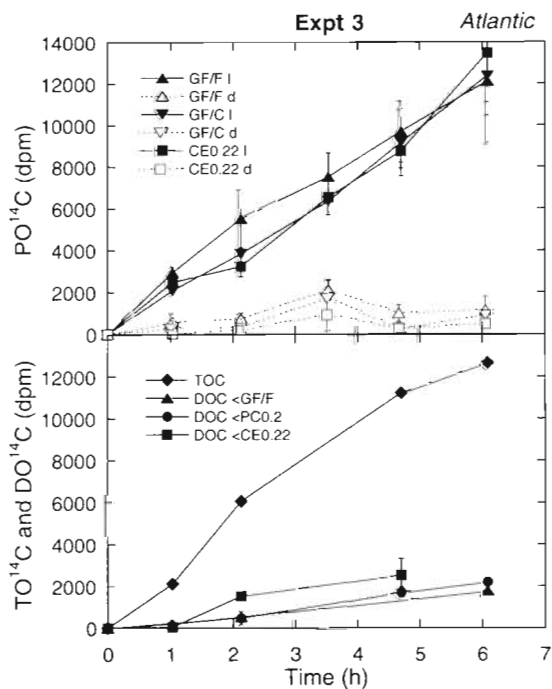 Expt 3 Atlantic
14000
12000
10000
8000
6000
4000
2000
0
PO¹⁴C (dpm)
GF/F l
GF/F d
GF/C l
GF/C d
CE0.22 l
CE0.22 d
12000
10000
8000
6000
4000
2000
0
TO¹⁴C and DO¹⁴C (dpm)
TOC
DOC <GF/F
DOC <PC0.2
DOC <CE0.22
0 1 2 3 4 5 6 7
Time (h)